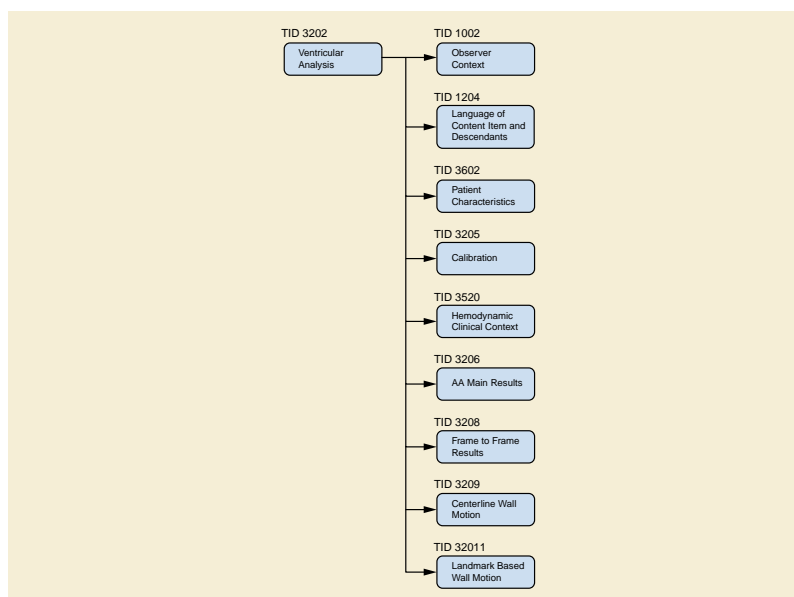 TID 3202
Ventricular
Analysis
TID 1002
Observer
Context
TID 1204
Language of
Content Item and
Descendants
TID 3602
Patient
Characteristics
TID 3205
Calibration
TID 3520
Hemodynamic
Clinical Context
TID 3206
AA Main Results
TID 3208
Frame to Frame
Results
TID 3209
Centerline Wall
Motion
TID 32011
Landmark Based
Wall Motion